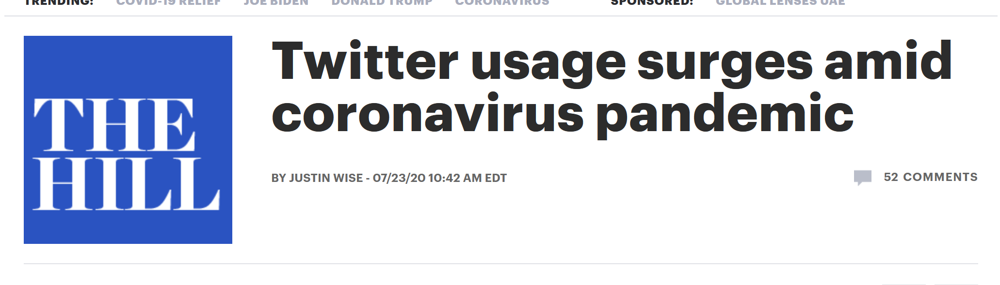 TRENDING: COVID-19 RELIEF JOE BIDEN DONALD TRUMP CORONAVIRUS SPONSORED: GLOBAL LENSES UAE
THE
HILL
Twitter usage surges amid
coronavirus pandemic
BY JUSTIN WISE - 07/23/20 10:42 AM EDT
52 COMMENTS